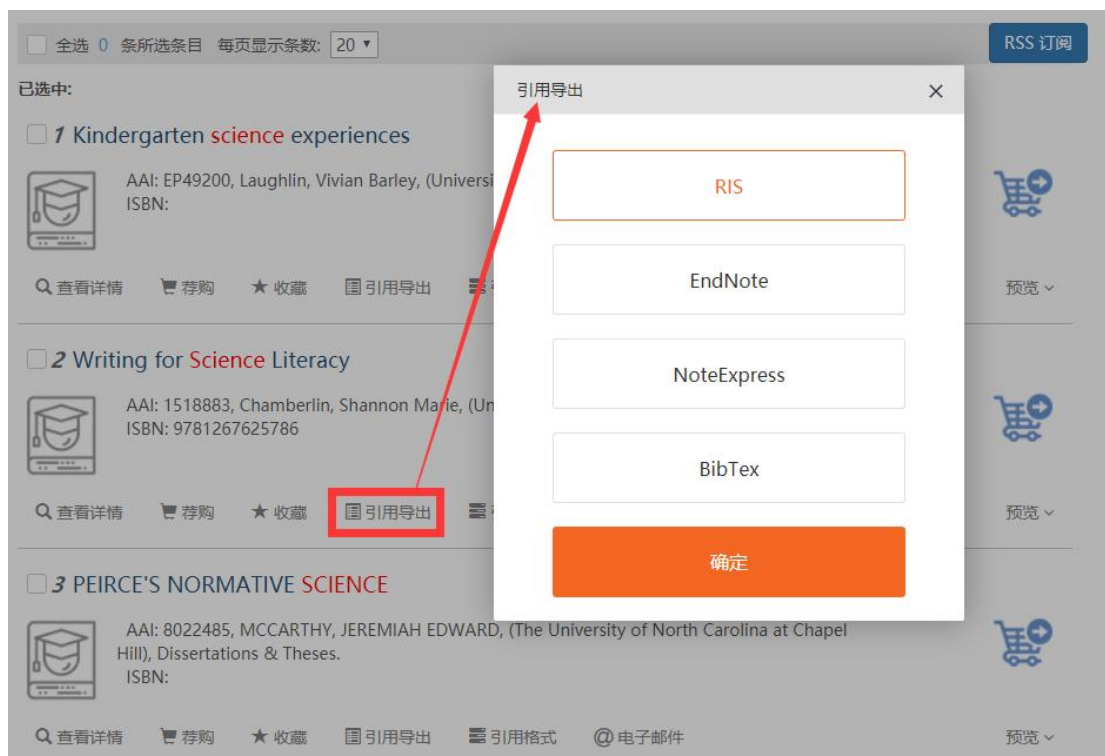 全选 0 条所选条目 每页显示条数: 20
RSS 订阅
已选中:
1 Kindergarten science experiences
AAI: EP49200, Laughlin, Vivian Barley,
ISBN:
查看详情 荐购 收藏 引用导出
预览
2 Writing for Science Literacy
AAI: 1518883, Chamberlin, Shannon Marie,
ISBN: 9781267625786
查看详情 荐购 收藏 引用导出
预览
3 PEIRCE'S NORMATIVE SCIENCE
AAI: 8022485, MCCARTHY, JEREMIAH EDWARD, (The University of North Carolina at Chapel
Hill), Dissertations & Theses.
ISBN:
查看详情 荐购 收藏 引用导出 引用格式 @ 电子邮件
预览
引用导出
RIS
EndNote
NoteExpress
BibTex
确定